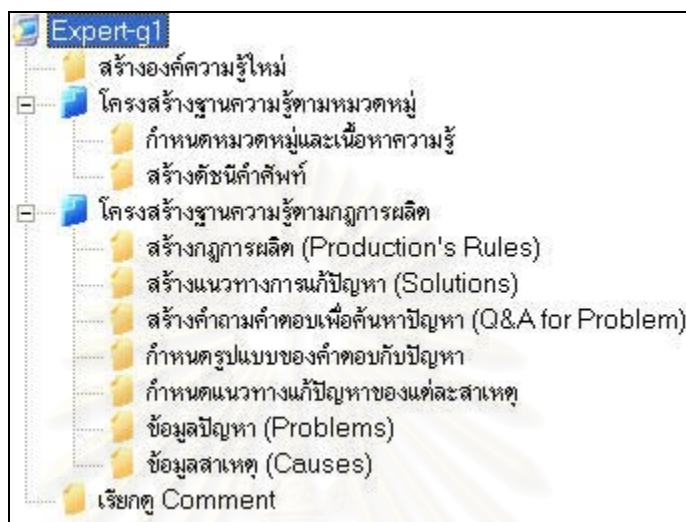 Expert-g1
สร้างองค์ความรู้ใหม่
โครงสร้างฐานความรู้ตามหมวดหมู่
กำหนดหมวดหมู่และเนื้อหาความรู้
สร้างดัชนีคำศัพท์
โครงสร้างฐานความรู้ตามกฎการผลิต
สร้างกฎการผลิต (Production's Rules)
สร้างแนวทางการแก้ปัญหา (Solutions)
สร้างคำถามคำตอบเพื่อค้นหาปัญหา (Q&A for Problem)
กำหนดรูปแบบของคำตอบกับปัญหา
กำหนดแนวทางแก้ปัญหาของแต่ละสาเหตุ
ข้อมูลปัญหา (Problems)
ข้อมูลสาเหตุ (Causes)
เรียกดู Comment